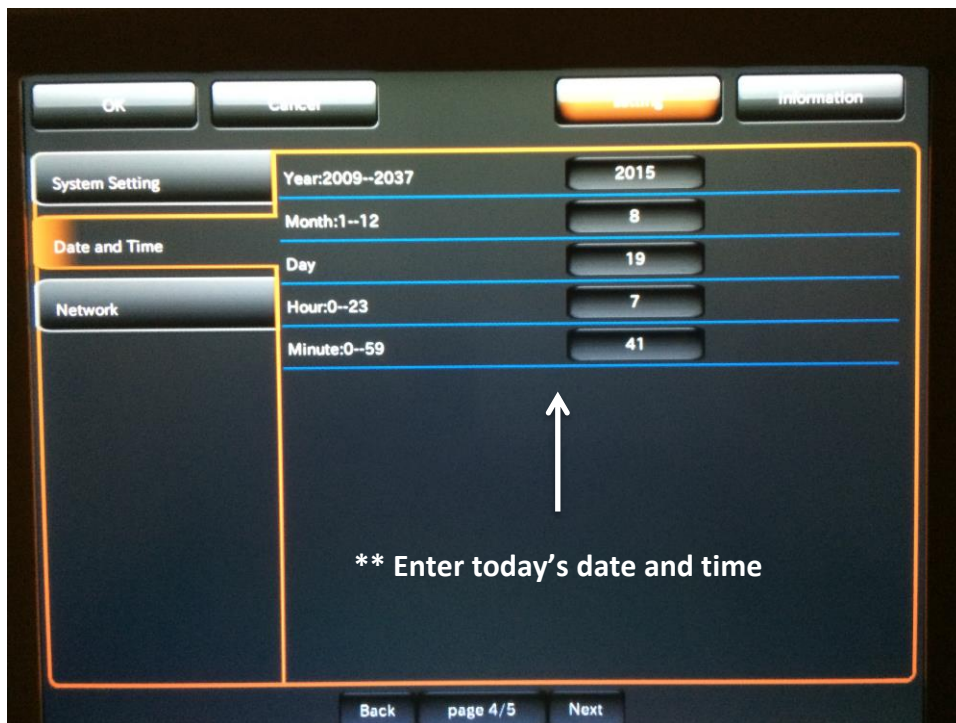 OK Cancel Setting Information
System Setting
Date and Time
Network
Year:2009--2037 2015
Month:1--12 8
Day 19
Hour:0--23 7
Minute:0--59 41
** Enter today’s date and time
Back page 4/5 Next